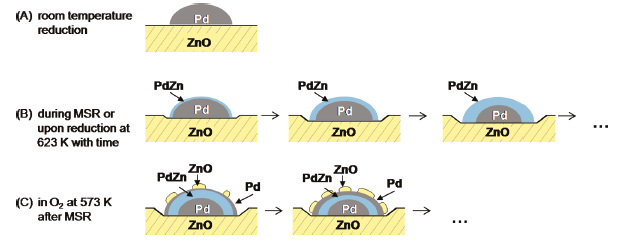 (A) room temperature
reduction
Pd
ZnO
(B) during MSR or
upon reduction at
623 K with time
PdZn
Pd
ZnO
PdZn
Pd
ZnO
PdZn
Pd
ZnO
...
(C) in O₂ at 573 K
after MSR
ZnO
PdZn
Pd
Pd
ZnO
ZnO
PdZn
Pd
Pd
ZnO
...